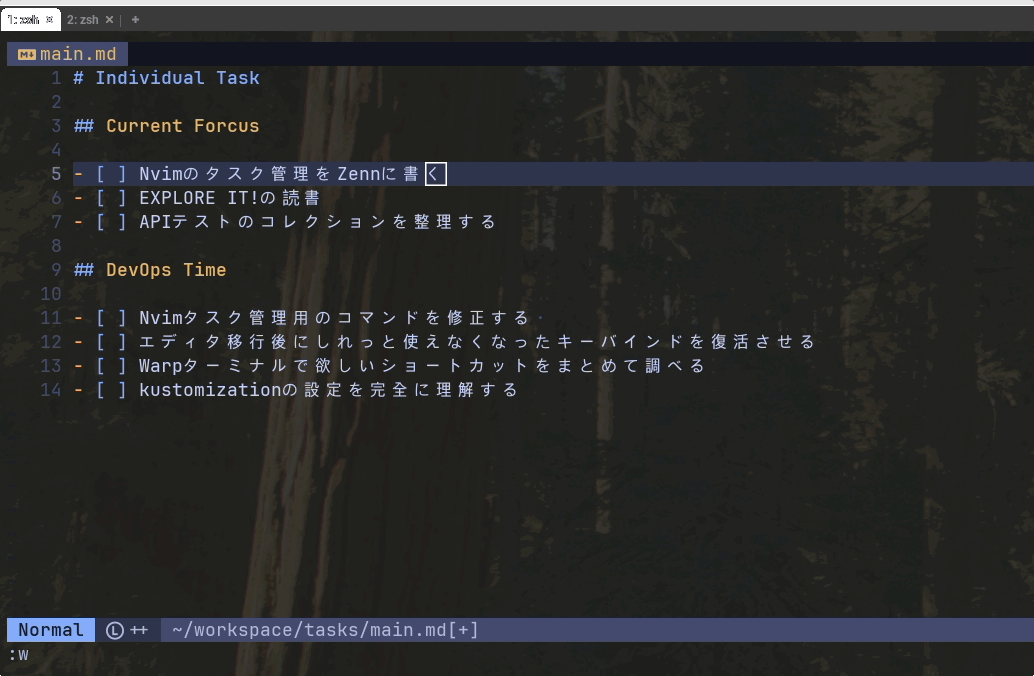 2: zsh × +
main.md
1 # Individual Task
2
3 ## Current Forcus
4
5 - [ ] Nvimのタスク管理をZennに書く
6 - [ ] EXPLORE IT!の読書
7 - [ ] APIテストのコレクションを整理する
8
9 ## DevOps Time
10
11 - [ ] Nvimタスク管理用のコマンドを修正する
12 - [ ] エディタ移行後にしれっと使えなくなったキーバインドを復活させる
13 - [ ] Warpターミナルで欲しいショートカットをまとめて調べる
14 - [ ] kustomizationの設定を完全に理解する
Normal L ++ ~/workspace/tasks/main.md[+]
:w